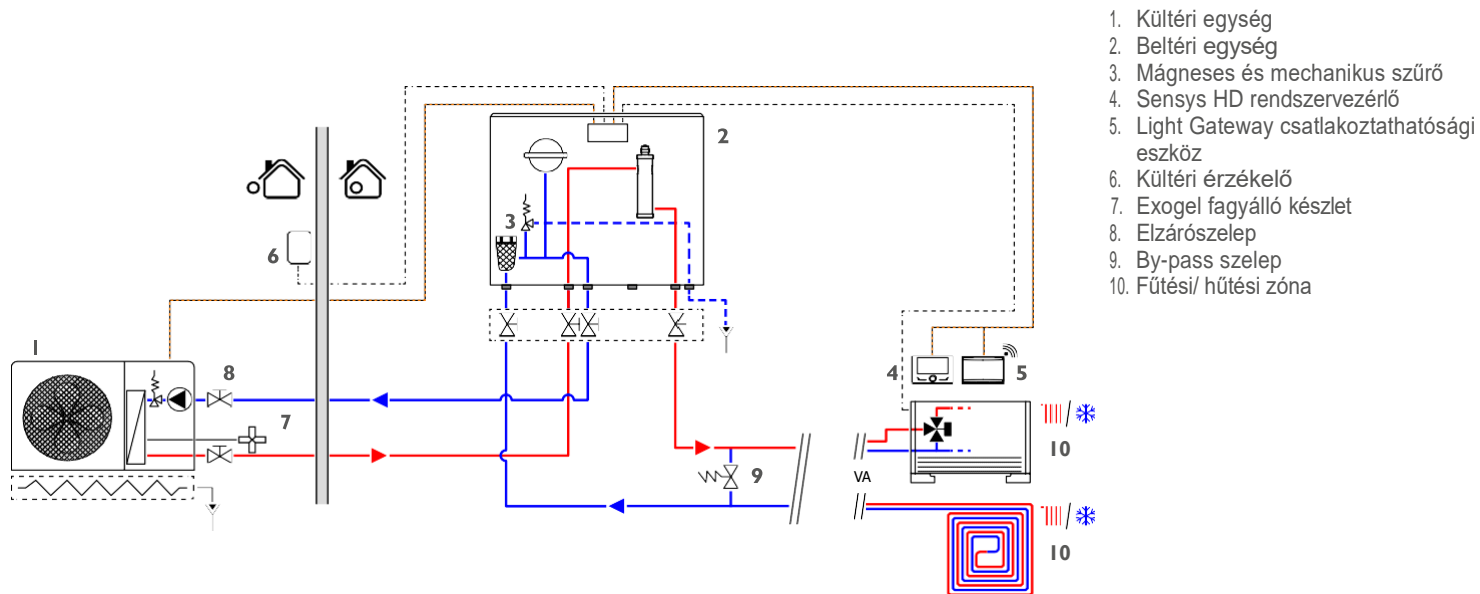 1. Kültéri egység
2. Beltéri egység
3. Mágneses és mechanikus szűrő
4. Sensys HD rendszervezérlő
5. Light Gateway csatlakoztathatósági
eszköz
6. Kültéri érzékelő
7. Exogel fagyálló készlet
8. Elzárószelep
9. By-pass szelep
10. Fűtési/ hűtési zóna
2
3
6
1
8
4
5
7
10
9
VA
10